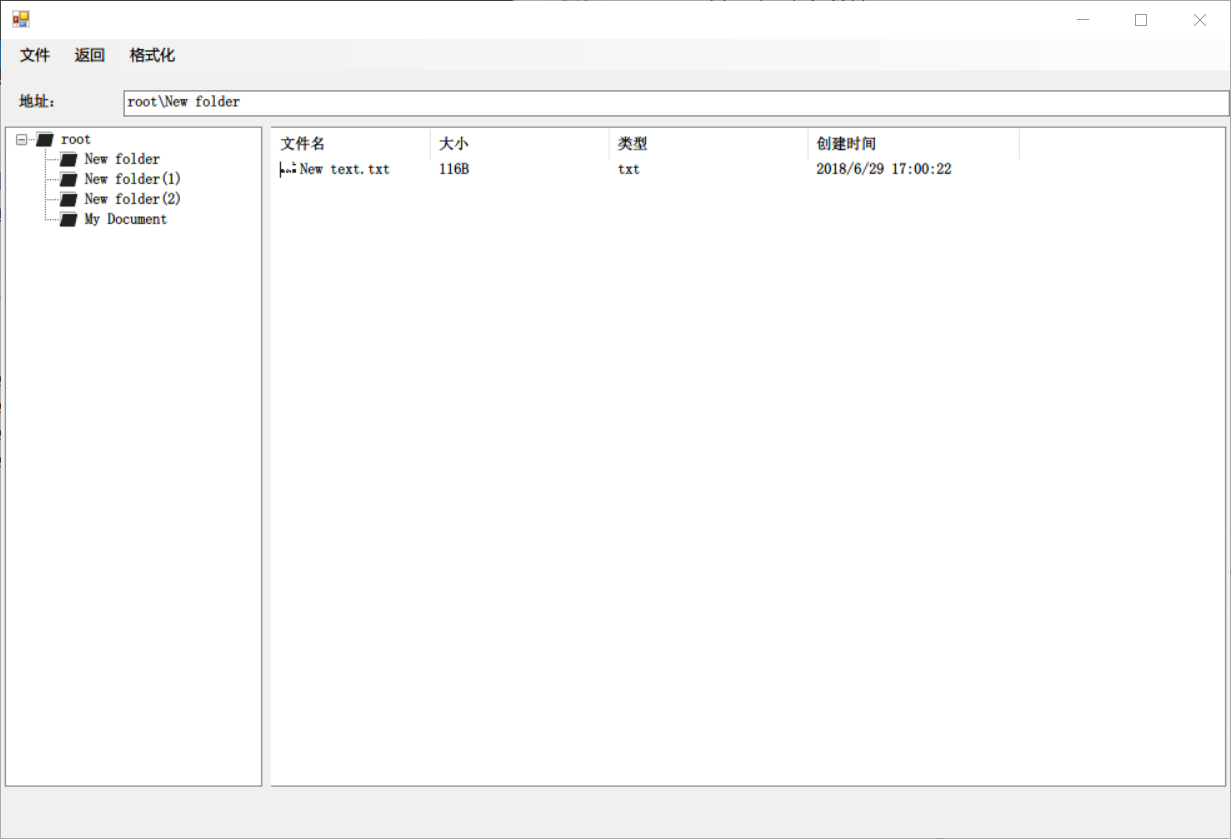 文件 返回 格式化
地址: root\New folder
root
New folder
New folder(1)
New folder(2)
My Document
文件名 大小 类型 创建时间
New text.txt 116B txt 2018/6/29 17:00:22